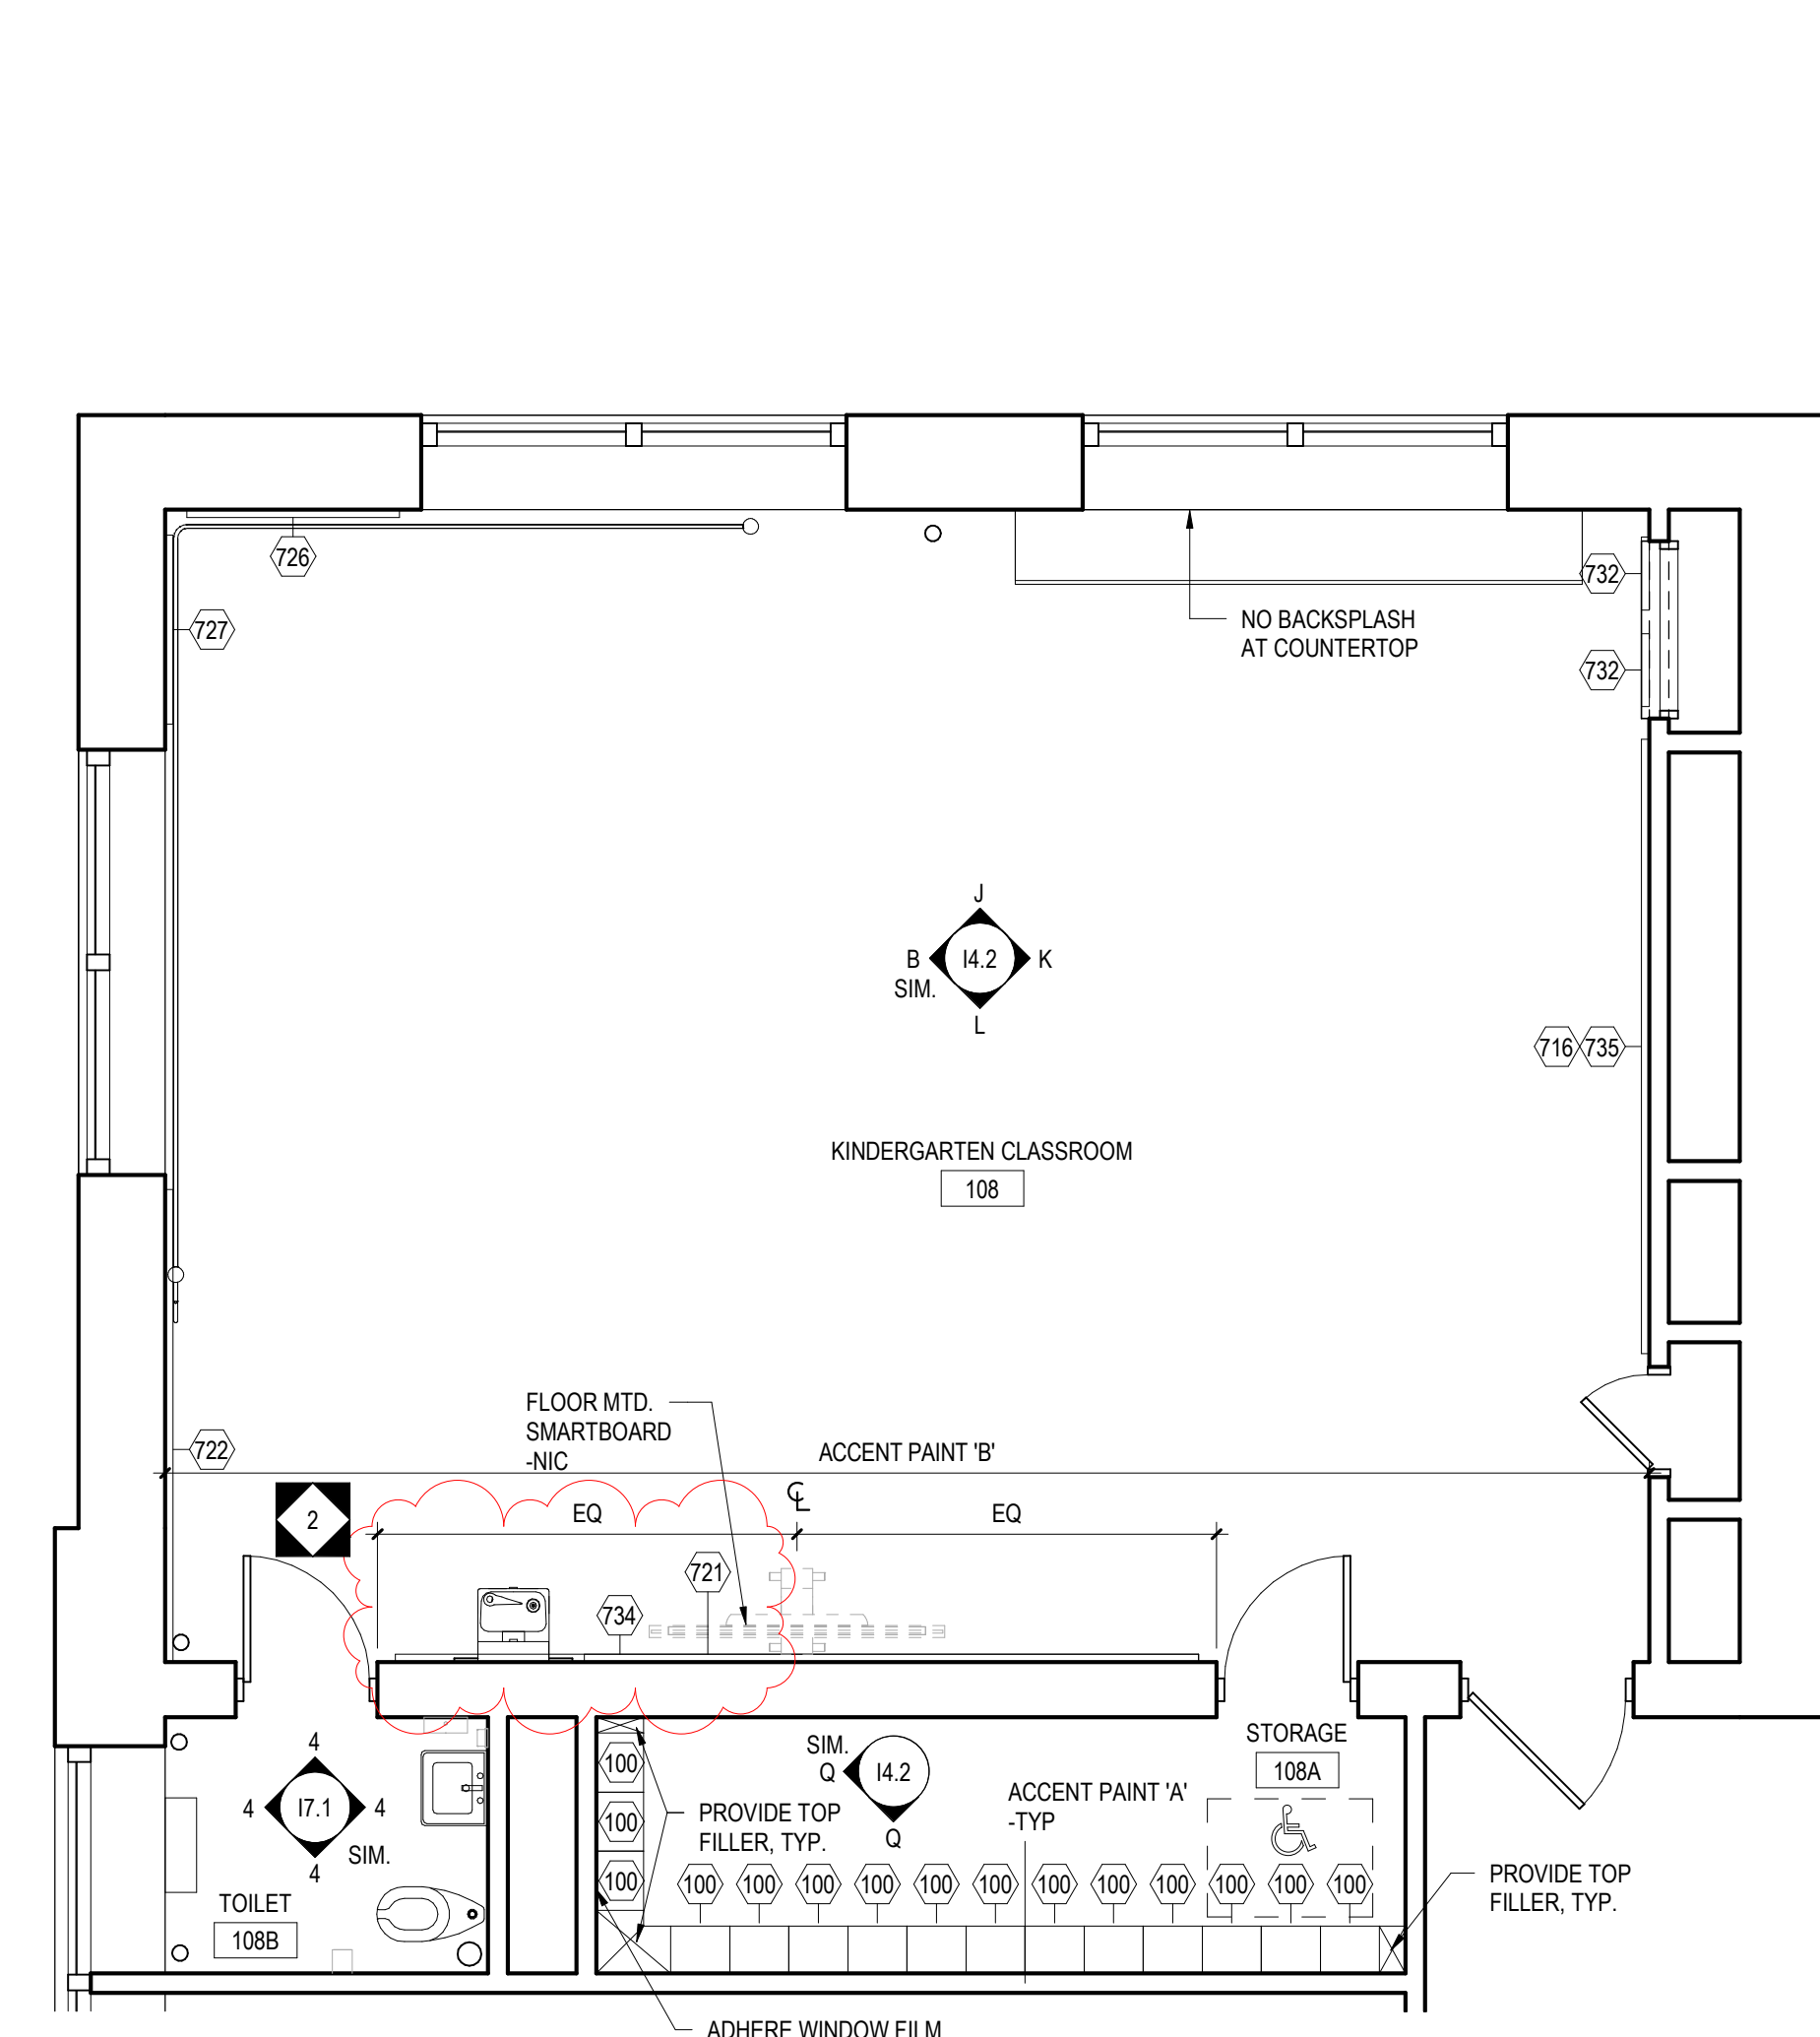 726
727
732
NO BACKSPLASH
AT COUNTERTOP
732
J
B
I4.2
K
SIM.
L
716
735
KINDERGARTEN CLASSROOM
108
FLOOR MTD.
SMARTBOARD
-NIC
722
ACCENT PAINT 'B'
2
EQ
℄
EQ
721
734
STORAGE
108A
SIM.
Q
I4.2
Q
4
4
I7.1
4
SIM.
4
100
100
100
PROVIDE TOP
FILLER, TYP.
ACCENT PAINT 'A'
-TYP
100 100 100 100 100 100 100 100 100 100 100 100
PROVIDE TOP
FILLER, TYP.
TOILET
108B
ADHERE WINDOW FILM